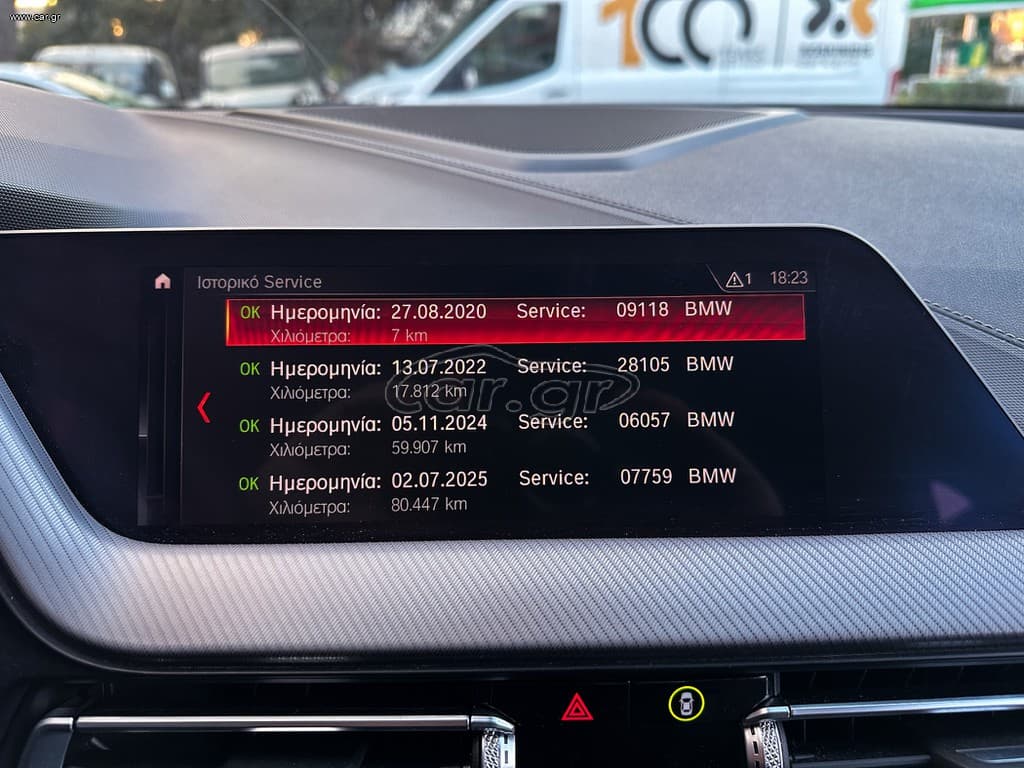 www.car.gr
100
Ιστορικό Service
1 18:23
OK Ημερομηνία: 27.08.2020 Service: 09118 BMW
Χιλιόμετρα: 7 km
OK Ημερομηνία: 13.07.2022 Service: 28105 BMW
Χιλιόμετρα: 17.812 km
car.gr
OK Ημερομηνία: 05.11.2024 Service: 06057 BMW
Χιλιόμετρα: 59.907 km
OK Ημερομηνία: 02.07.2025 Service: 07759 BMW
Χιλιόμετρα: 80.447 km